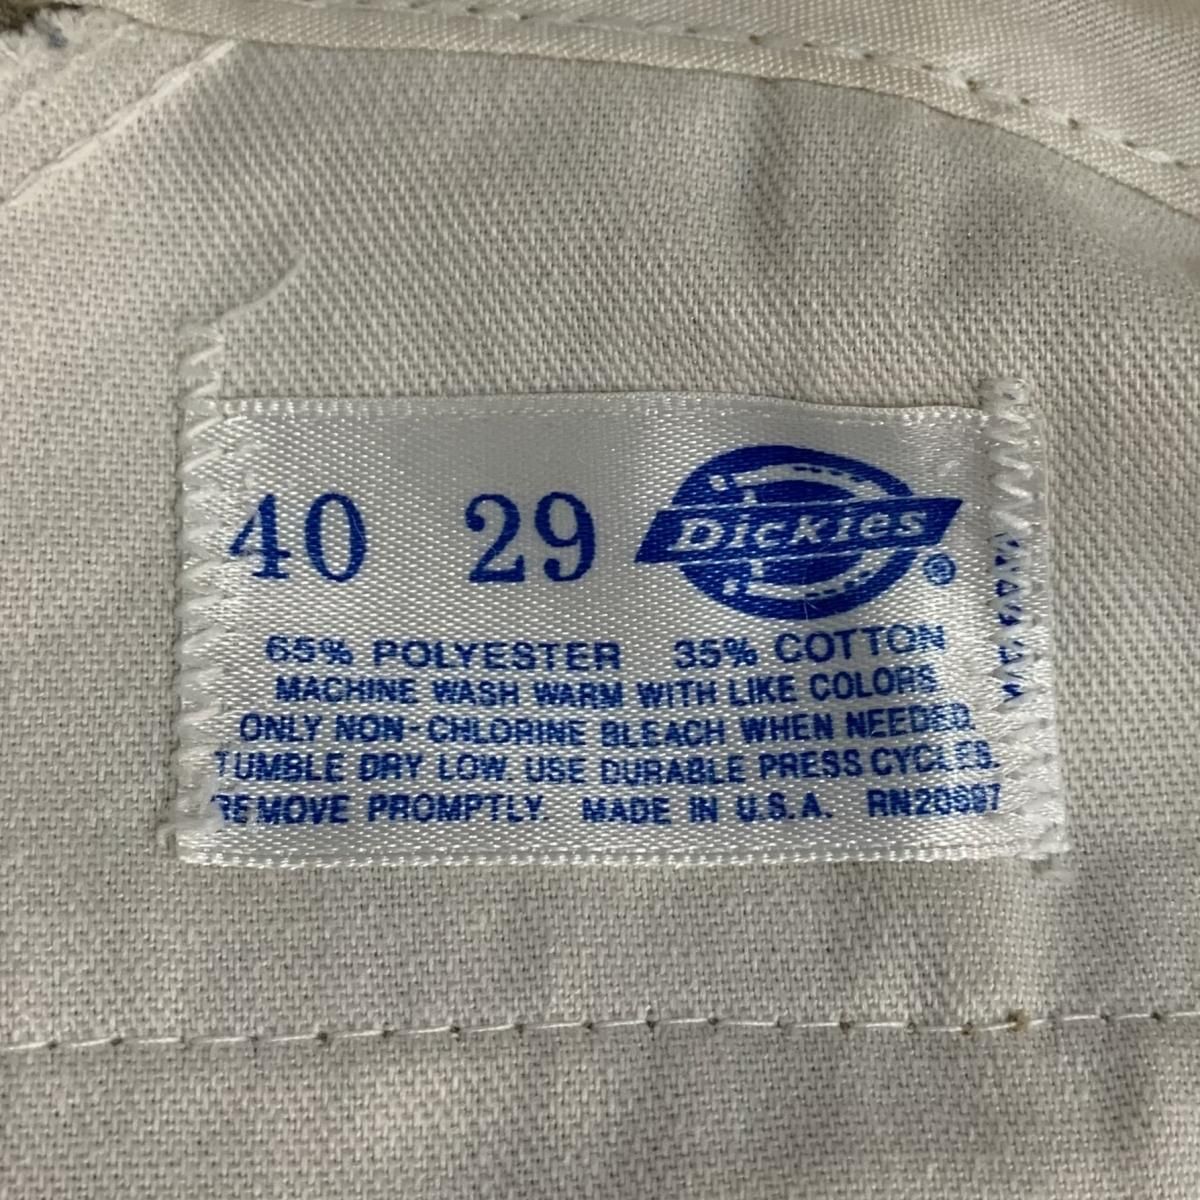 40 29 Dickies ®
65% POLYESTER 35% COTTON
MACHINE WASH WARM WITH LIKE COLORS
ONLY NON-CHLORINE BLEACH WHEN NEEDED.
TUMBLE DRY LOW. USE DURABLE PRESS CYCLES.
REMOVE PROMPTLY. MADE IN U.S.A.